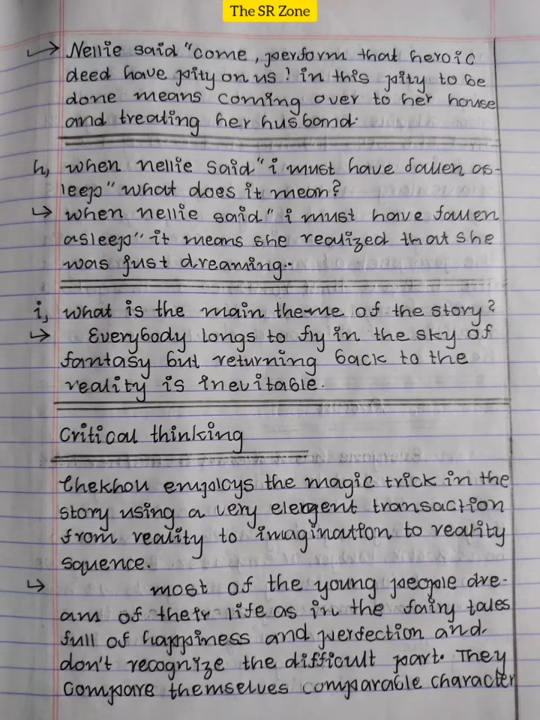 The SR Zone
↳ Nellie said "come, perform that heroic
deed have pity on us! in this pity to be
done means coming over to her house
and treating her husband.
h, when nellie said "i must have fallen as-
leep" what does it mean?
↳ when nellie said "i must have fallen
asleep" it means she realized that she
was just dreaming..
i, what is the main theme of the story?
↳ Everybody longs to fly in the sky of
fantasy but returning back to the
reality is inevitable.
Critical thinking
Chekhov employs the magic trick in the
story using a very elergent transaction
from reality to imagination to reality
squence.
↳ most of the young people dre-
am of their life as in the fairy tales
full of happiness and perfection and
don't recognize the difficult part. They
compare themselves comparable character